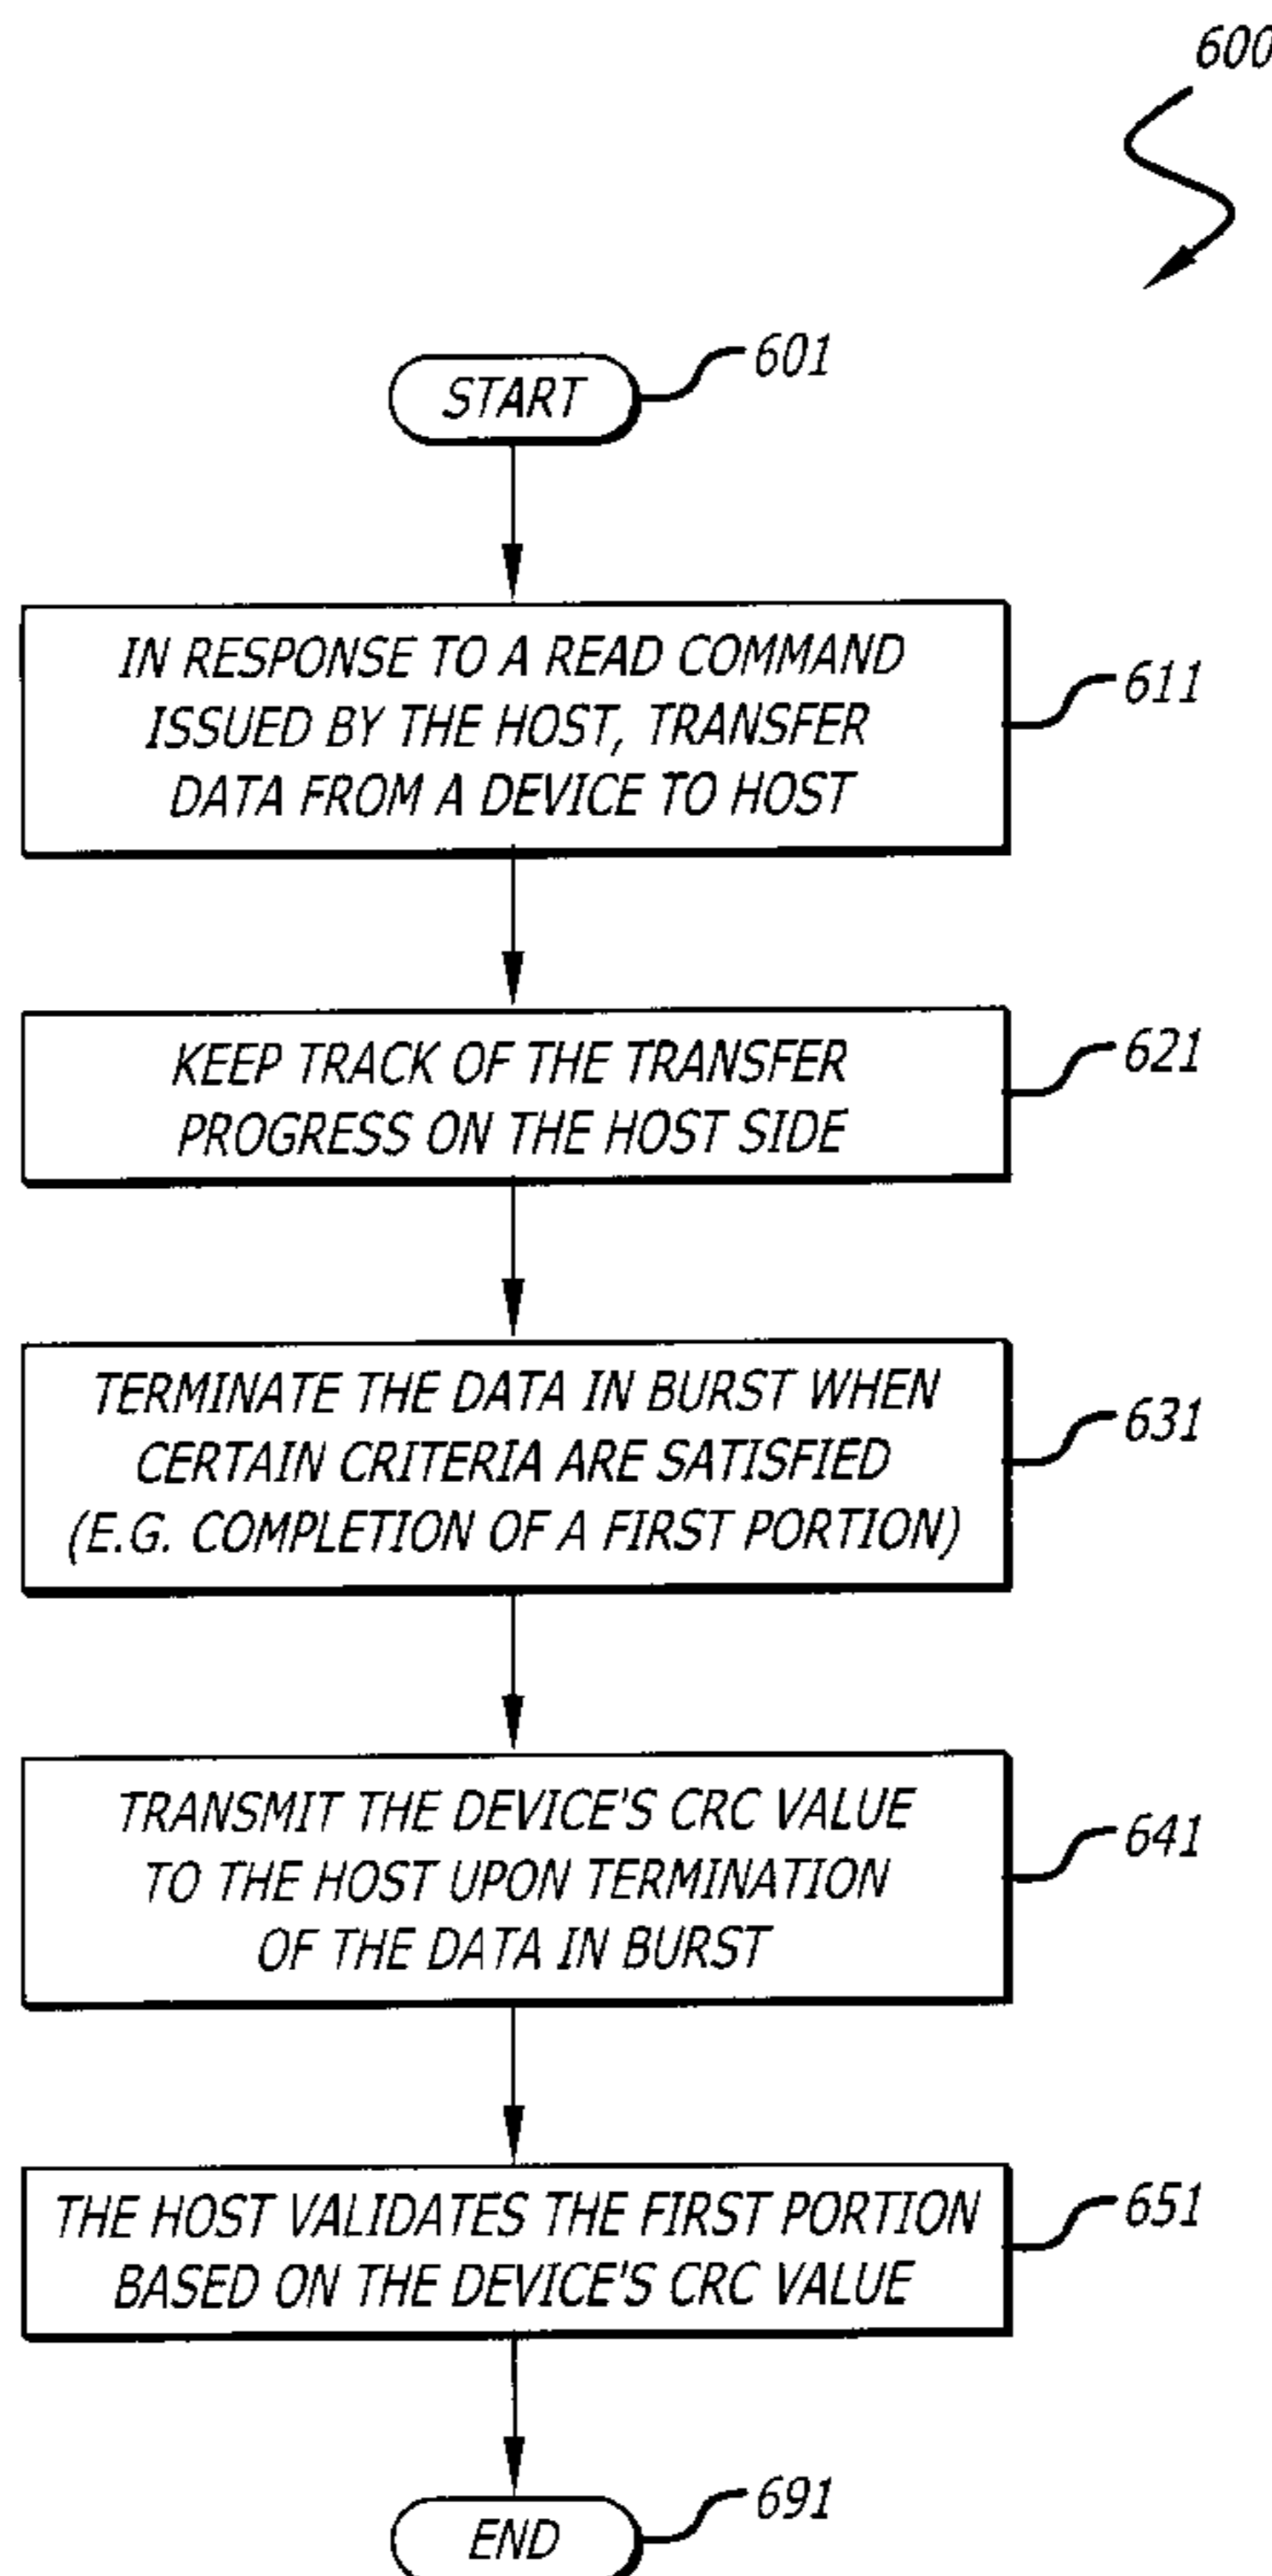 600
START
601
IN RESPONSE TO A READ COMMAND
ISSUED BY THE HOST, TRANSFER
DATA FROM A DEVICE TO HOST
611
KEEP TRACK OF THE TRANSFER
PROGRESS ON THE HOST SIDE
621
TERMINATE THE DATA IN BURST WHEN
CERTAIN CRITERIA ARE SATISFIED
(E.G. COMPLETION OF A FIRST PORTION)
631
TRANSMIT THE DEVICE'S CRC VALUE
TO THE HOST UPON TERMINATION
OF THE DATA IN BURST
641
THE HOST VALIDATES THE FIRST PORTION
BASED ON THE DEVICE'S CRC VALUE
651
END
691